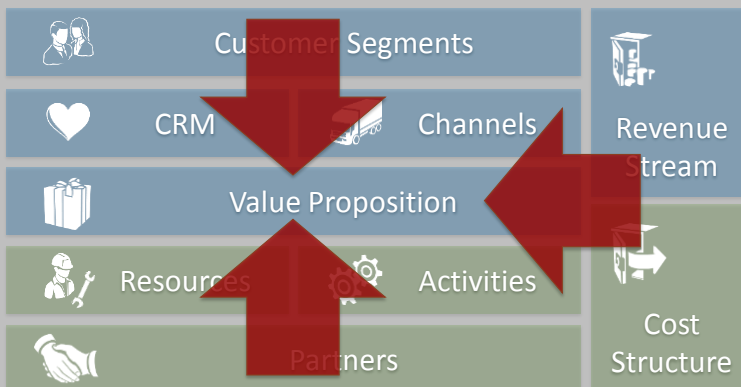 Customer Segments
CRM
Channels
Value Proposition
Resources
Activities
Partners
Revenue
Stream
Cost
Structure